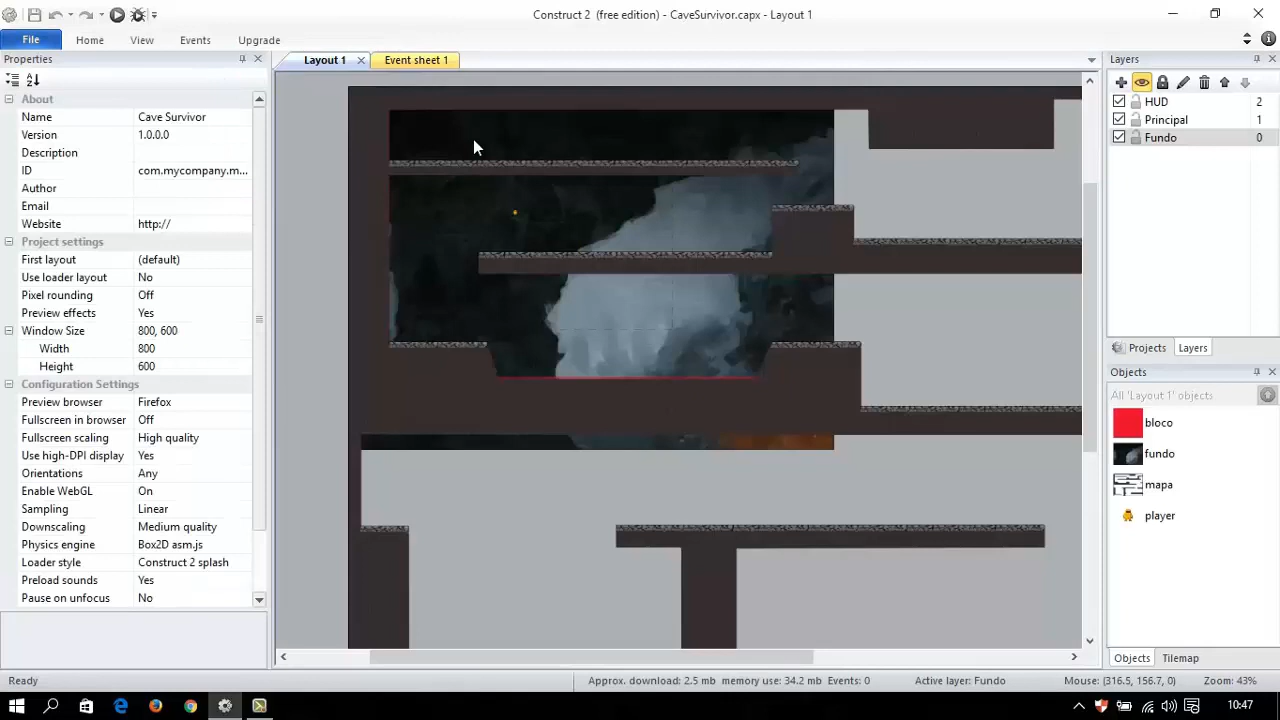 Construct 2 (free edition) - CaveSurvivor.capx - Layout 1
File Home View Events Upgrade
Properties
Layout 1 Event sheet 1
Layers
About
Name Cave Survivor
Version 1.0.0.0
Description
ID com.mycompany.m...
Author
Email
Website http://
Project settings
First layout (default)
Use loader layout No
Pixel rounding Off
Preview effects Yes
Window Size 800, 600
Width 800
Height 600
Configuration Settings
Preview browser Firefox
Fullscreen in browser Off
Fullscreen scaling High quality
Use high-DPI display Yes
Orientations Any
Enable WebGL On
Sampling Linear
Downscaling Medium quality
Physics engine Box2D asm.js
Loader style Construct 2 splash
Preload sounds Yes
Pause on unfocus No
HUD 2
Principal 1
Fundo 0
Projects Layers
Objects
All 'Layout 1' objects
bloco
fundo
mapa
player
Objects Tilemap
Ready
Approx. download: 2.5 mb memory use: 34.2 mb Events: 0
Active layer: Fundo
Mouse: (316.5, 156.7, 0)
Zoom: 43%
10:47